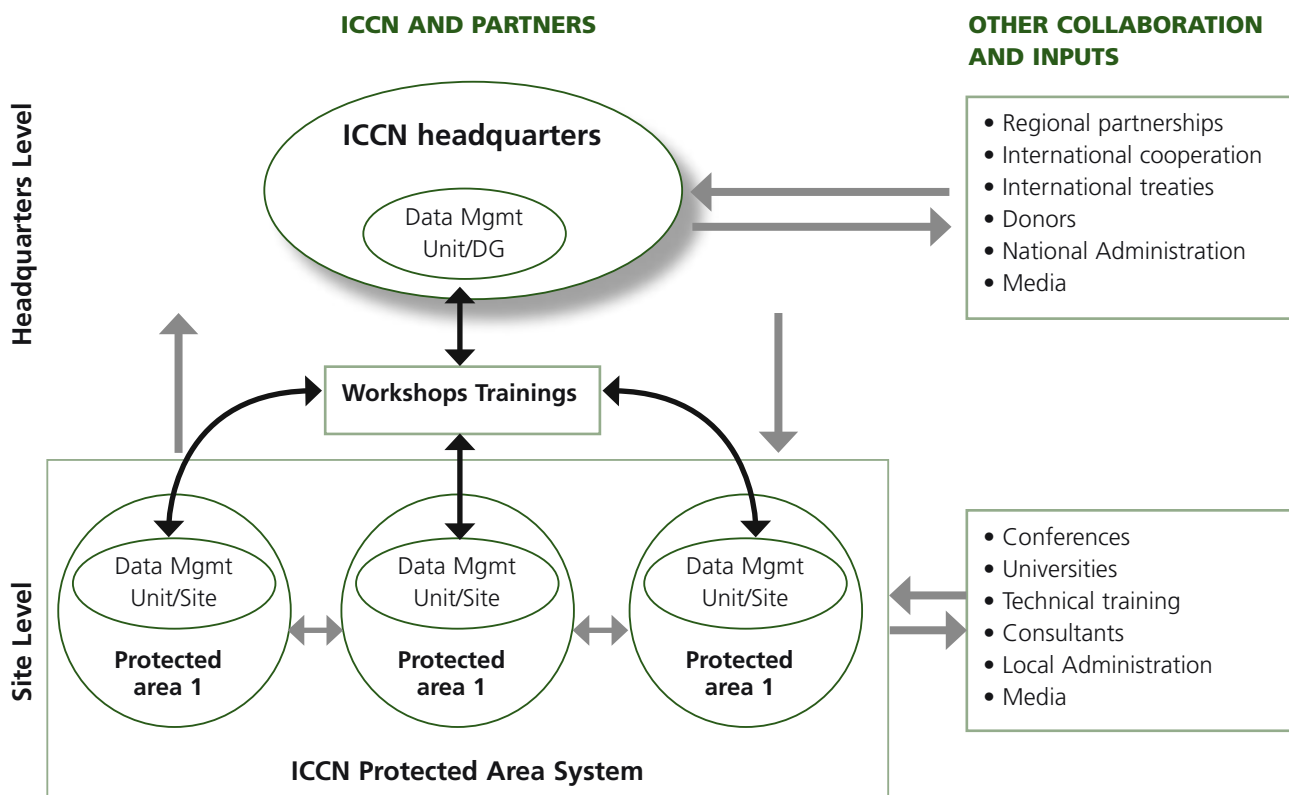 ICCN AND PARTNERS
OTHER COLLABORATION
AND INPUTS
Headquarters Level
ICCN headquarters
Data Mgmt
Unit/DG
• Regional partnerships
• International cooperation
• International treaties
• Donors
• National Administration
• Media
Workshops Trainings
Site Level
Data Mgmt
Unit/Site
Protected
area 1
Data Mgmt
Unit/Site
Protected
area 1
Data Mgmt
Unit/Site
Protected
area 1
ICCN Protected Area System
• Conferences
• Universities
• Technical training
• Consultants
• Local Administration
• Media